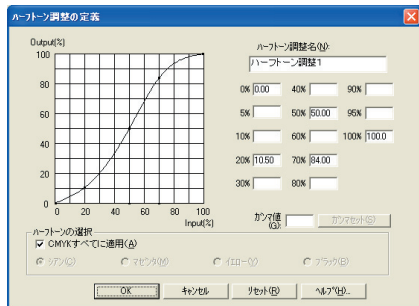 ハーフトーン調整の定義
Output(%)
100
80
60
40
20
0
0 20 40 60 80 100
Input(%)
ハーフトーン調整名(N):
ハーフトーン調整1
0% 0.00 40% 90%
5% 50% 50.00 95%
10% 60% 100% 100.0
20% 10.50 70% 84.00
30% 80%
ガンマ値(G):
ガンマセット(S)
ハーフトーンの選択
CMYKすべてに適用(A)
シアン(C) マゼンタ(M) イエロー(Y) ブラック(B)
OK キャンセル リセット(R) ヘルプ(H)...